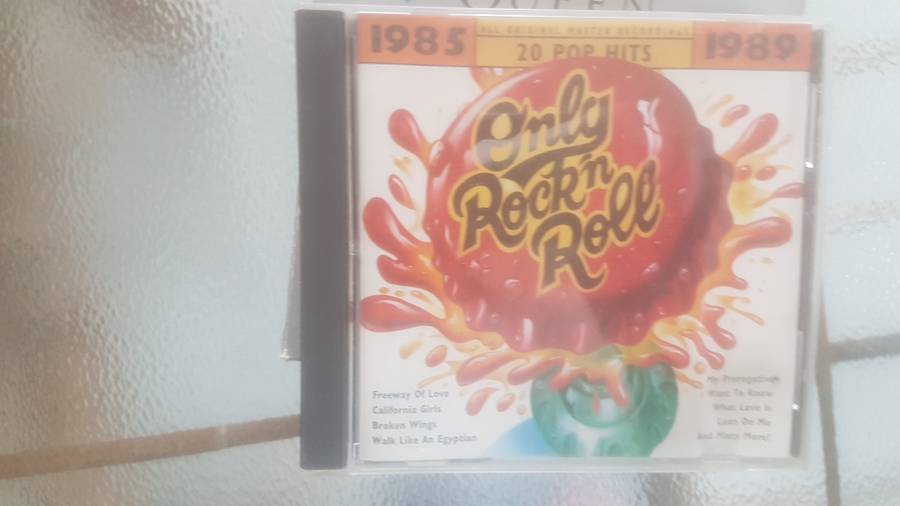 QUEEN
1985
ALL ORIGINAL MASTER RECORDINGS
1989
20 POP HITS
Only
Rock'n
Roll
Freeway Of Love
California Girls
Broken Wings
Walk Like An Egyptian
My Prerogative
I Want To Know
What Love Is
Lean On Me
And Many More!